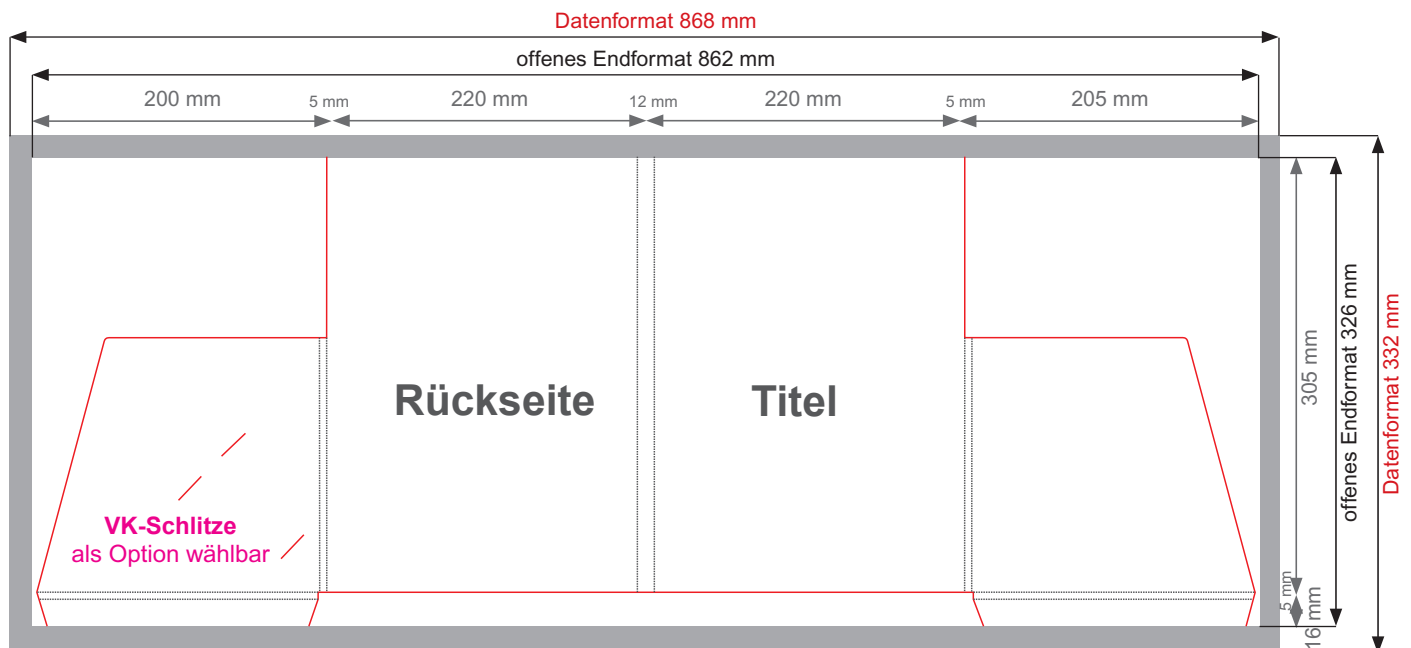 Datenformat 868 mm
offenes Endformat 862 mm
200 mm
5 mm
220 mm
12 mm
220 mm
5 mm
205 mm
Rückseite
Titel
VK-Schlitze
als Option wählbar
305 mm
5 mm
16 mm
offenes Endformat 326 mm
Datenformat 332 mm